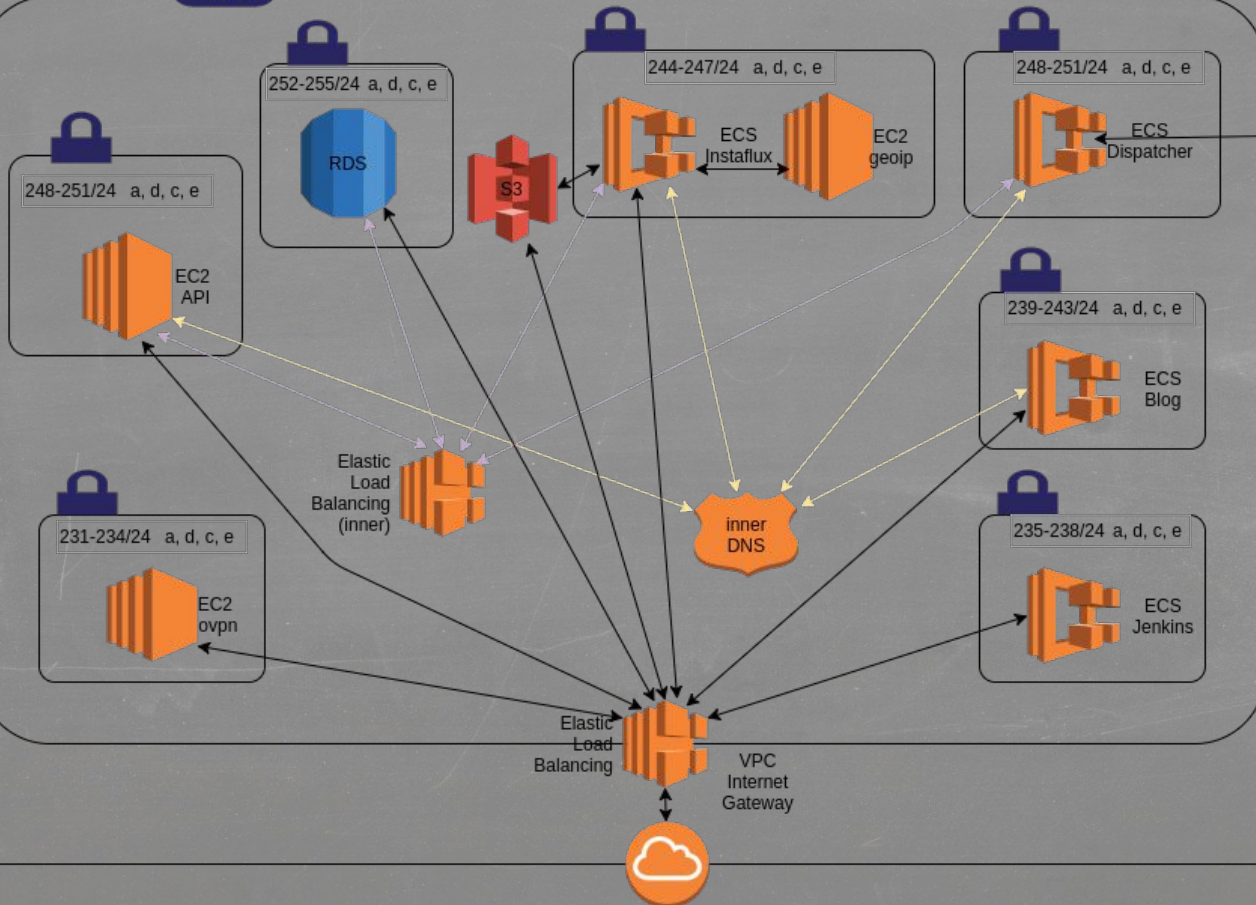 244-247/24 a, d, c, e
248-251/24 a, d, c, e
252-255/24 a, d, c, e
RDS
S3
ECS
Instaflux
EC2
geoip
ECS
Dispatcher
248-251/24 a, d, c, e
EC2
API
239-243/24 a, d, c, e
ECS
Blog
Elastic
Load
Balancing
(inner)
inner
DNS
231-234/24 a, d, c, e
EC2
ovpn
235-238/24 a, d, c, e
ECS
Jenkins
Elastic
Load
Balancing
VPC
Internet
Gateway